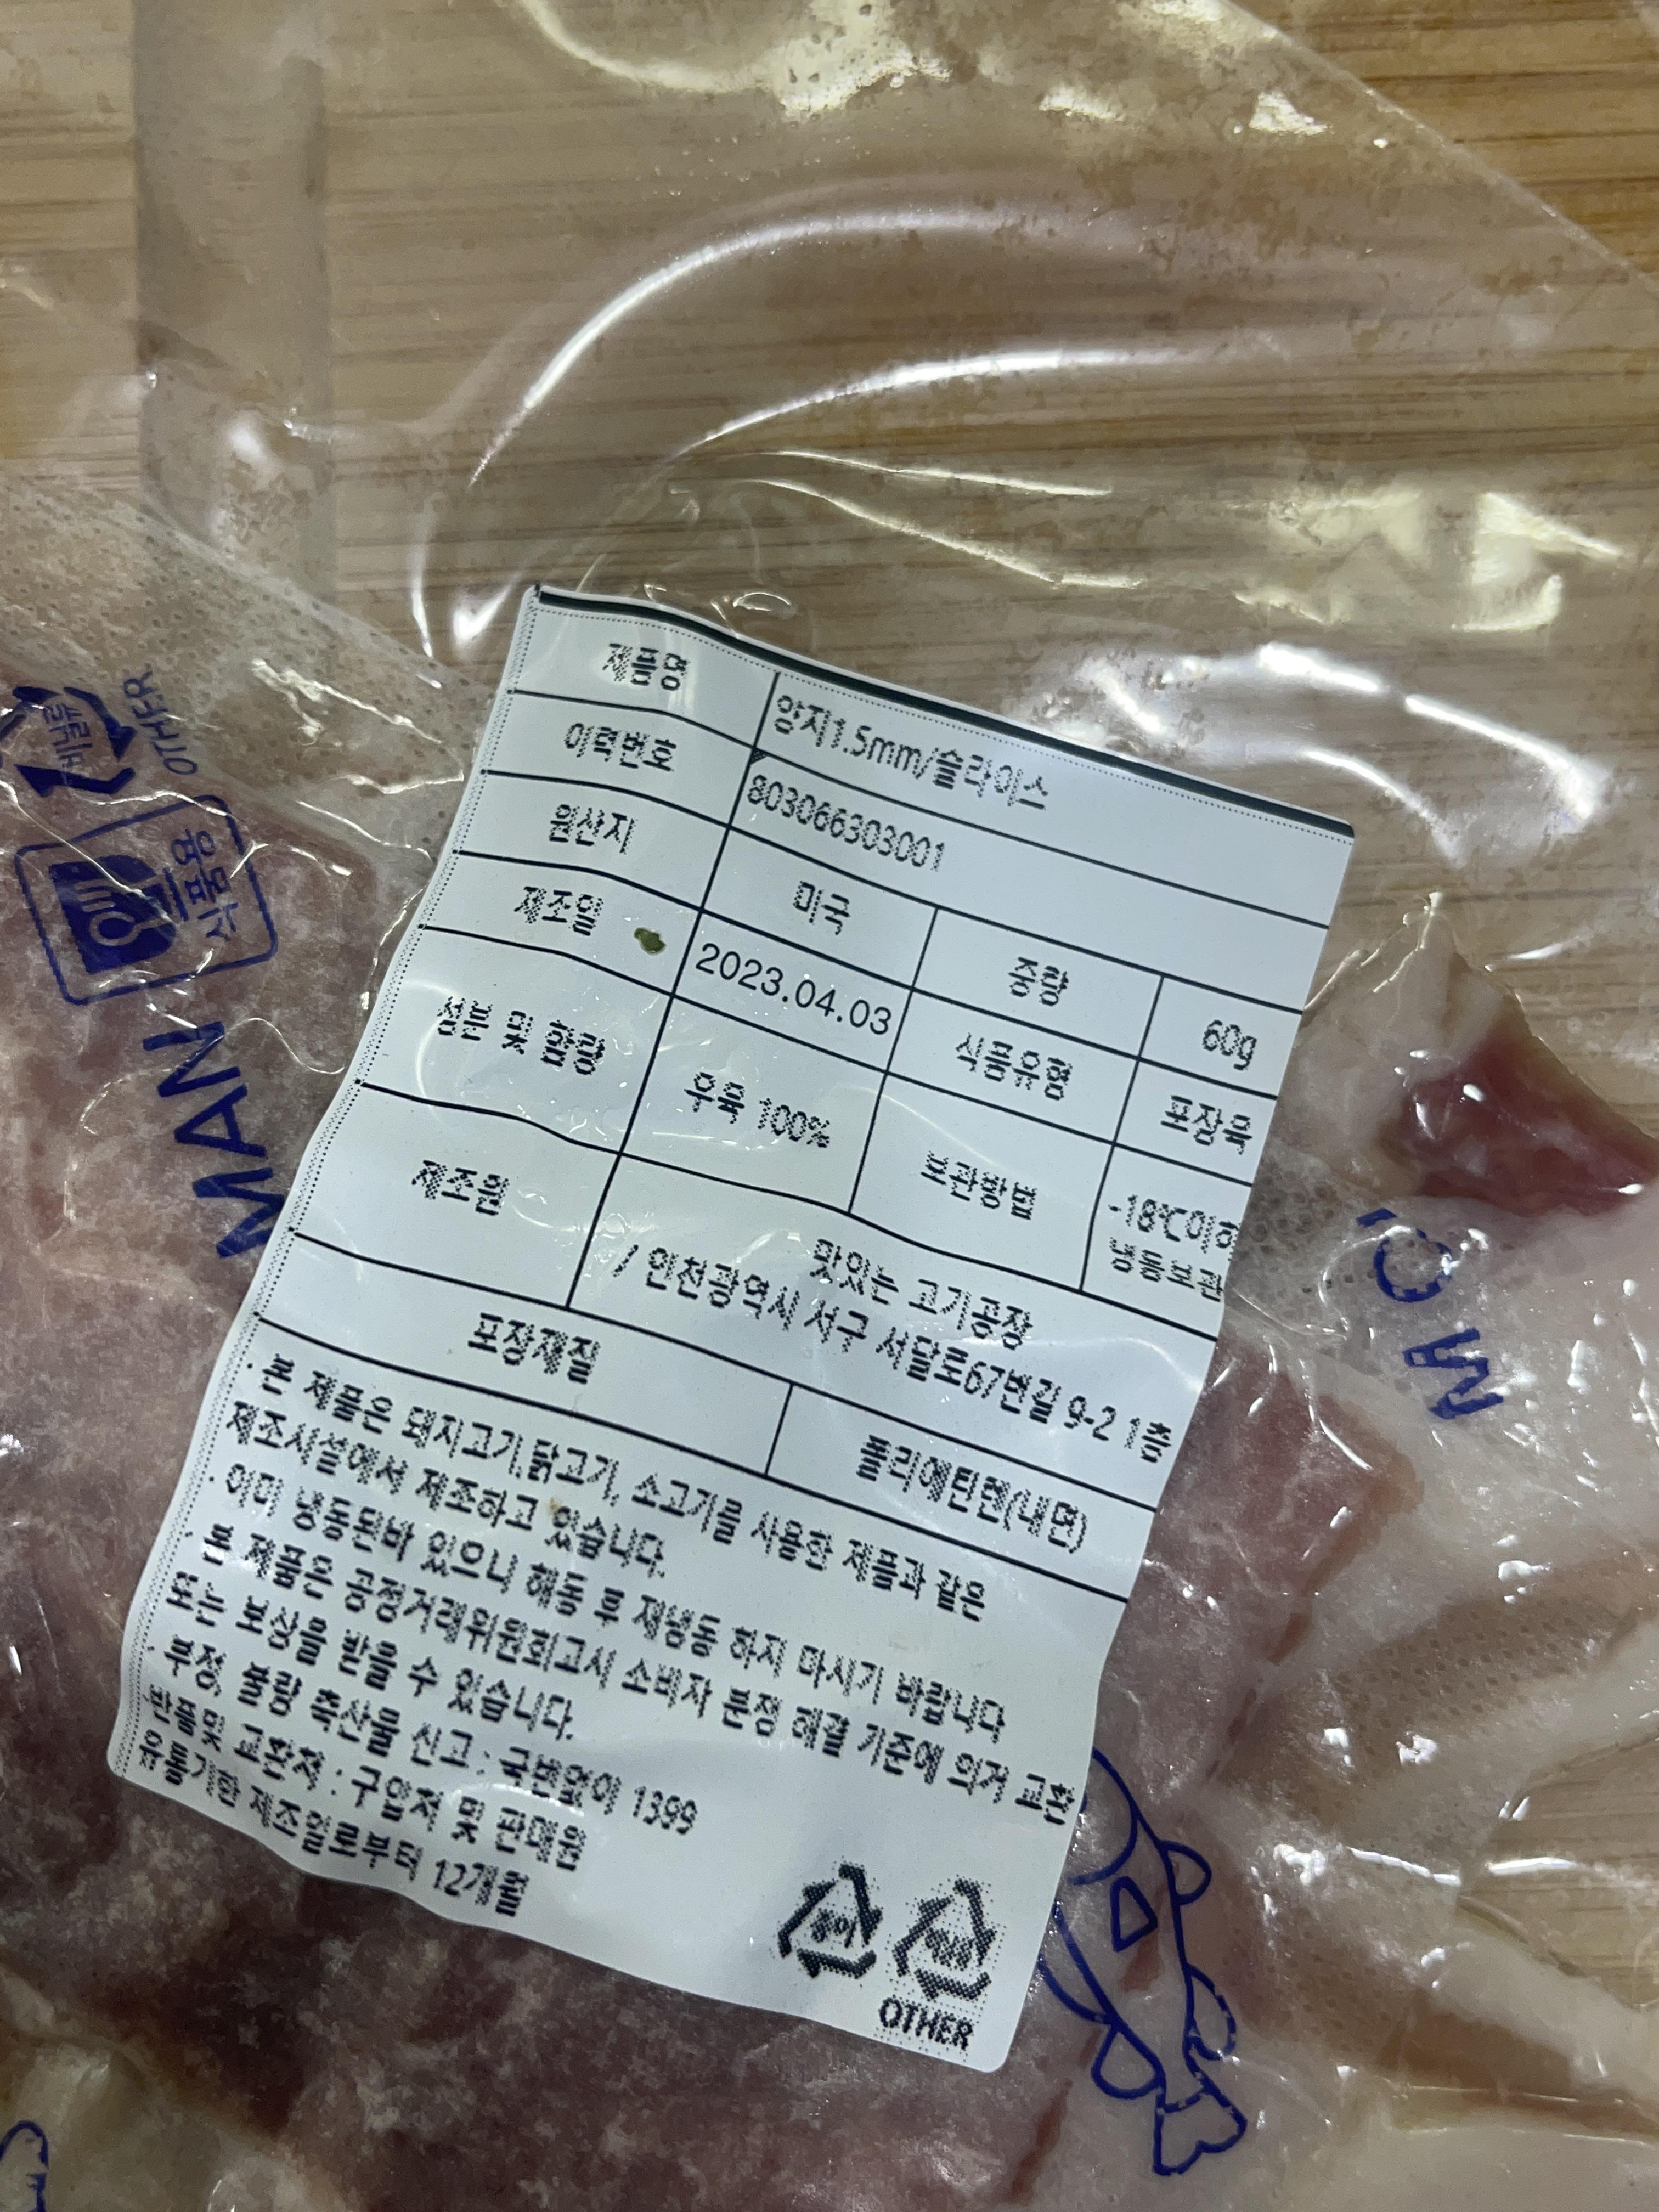 제품명 양지1.5mm/슬라이스
이력번호 803066303001
원산지 미국 중량 60g
제조일 2023.04.03 식품유형 포장육
성분 및 함량 우육 100% 보관방법 -18℃이하
냉동보관
제조원 맛있는 고기공장
/ 인천광역시 서구 서달로67번길 9-2 1층
포장재질 폴리에틸렌(내면)
· 본 제품은 돼지고기,닭고기, 소고기를 사용한 제품과 같은
제조시설에서 제조하고 있습니다.
· 이미 냉동된바 있으니 해동 후 재냉동 하지 마시기 바랍니다
· 본 제품은 공정거래위원회고시 소비자 분쟁 해결 기준에 의거 교환
또는 보상을 받을 수 있습니다.
· 부정, 불량 축산물 신고 : 국번없이 1399
반품및 교환처 : 구입처 및 판매원
유통기한 제조일로부터 12개월
종이
OTHER
비닐류
OTHER
식품용
MAN